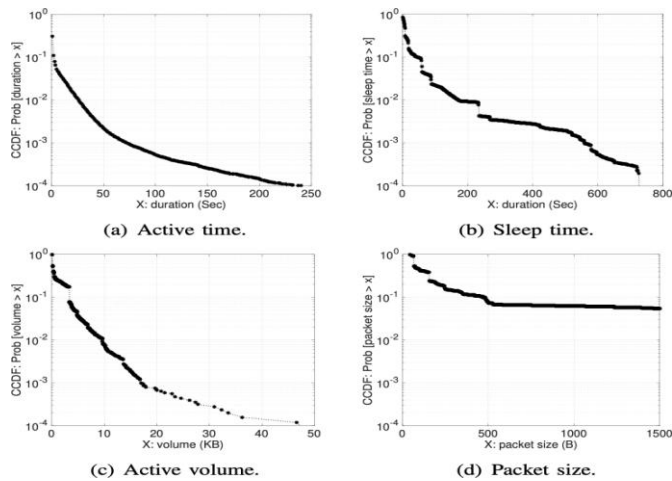 CCDF: Prob [duration > x]
10^0
10^-1
10^-2
10^-3
10^-4
0 50 100 150 200 250
X: duration (Sec)
(a) Active time.
CCDF: Prob [sleep time > x]
10^0
10^-1
10^-2
10^-3
10^-4
0 200 400 600 800
X: duration (Sec)
(b) Sleep time.
CCDF: Prob [volume > x]
10^0
10^-1
10^-2
10^-3
10^-4
0 10 20 30 40 50
X: volume (KB)
(c) Active volume.
CCDF: Prob [packet size > x]
10^0
10^-1
10^-2
10^-3
10^-4
0 500 1000 1500
X: packet size (B)
(d) Packet size.